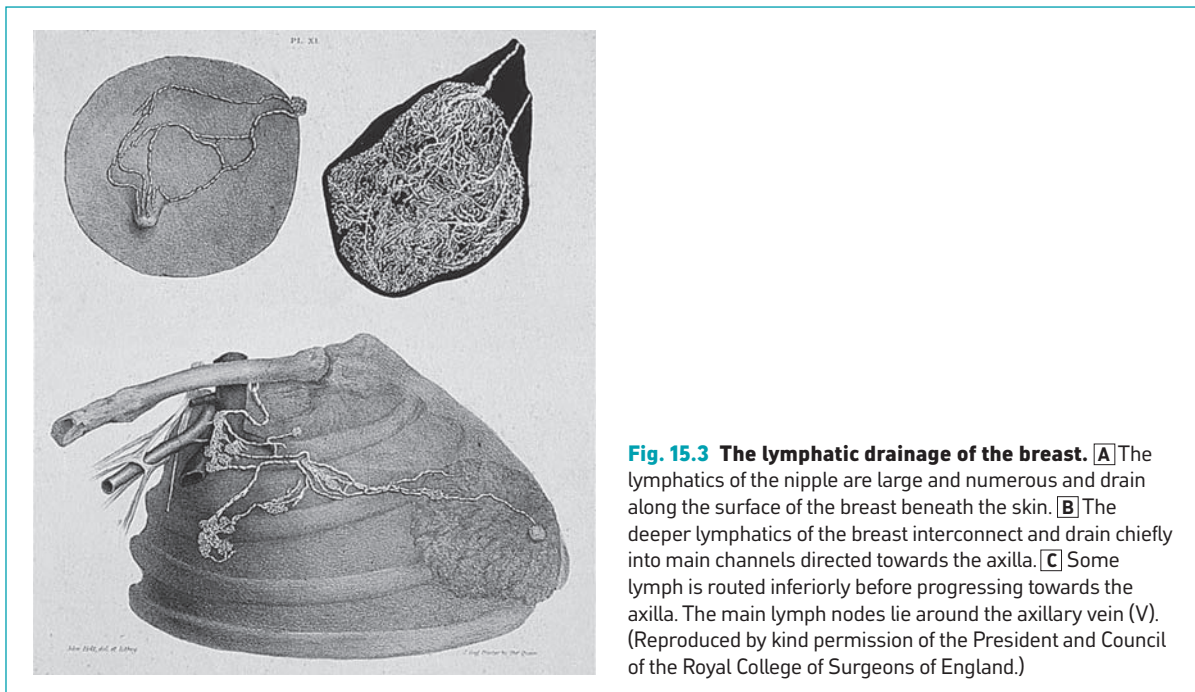 PL. XI.
Fig. 15.3 The lymphatic drainage of the breast. A The
lymphatics of the nipple are large and numerous and drain
along the surface of the breast beneath the skin. B The
deeper lymphatics of the breast interconnect and drain chiefly
into main channels directed towards the axilla. C Some
lymph is routed inferiorly before progressing towards the
axilla. The main lymph nodes lie around the axillary vein (V).
(Reproduced by kind permission of the President and Council
of the Royal College of Surgeons of England.)